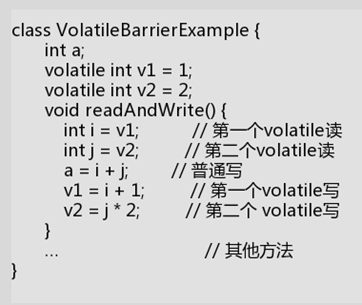 class VolatileBarrierExample {
int a;
volatile int v1 = 1;
volatile int v2 = 2;
void readAndWrite() {
int i = v1; // 第一个volatile读
int j = v2; // 第二个volatile读
a = i + j; // 普通写
v1 = i + 1; // 第一个volatile写
v2 = j * 2; // 第二个 volatile写
}
… // 其他方法
}